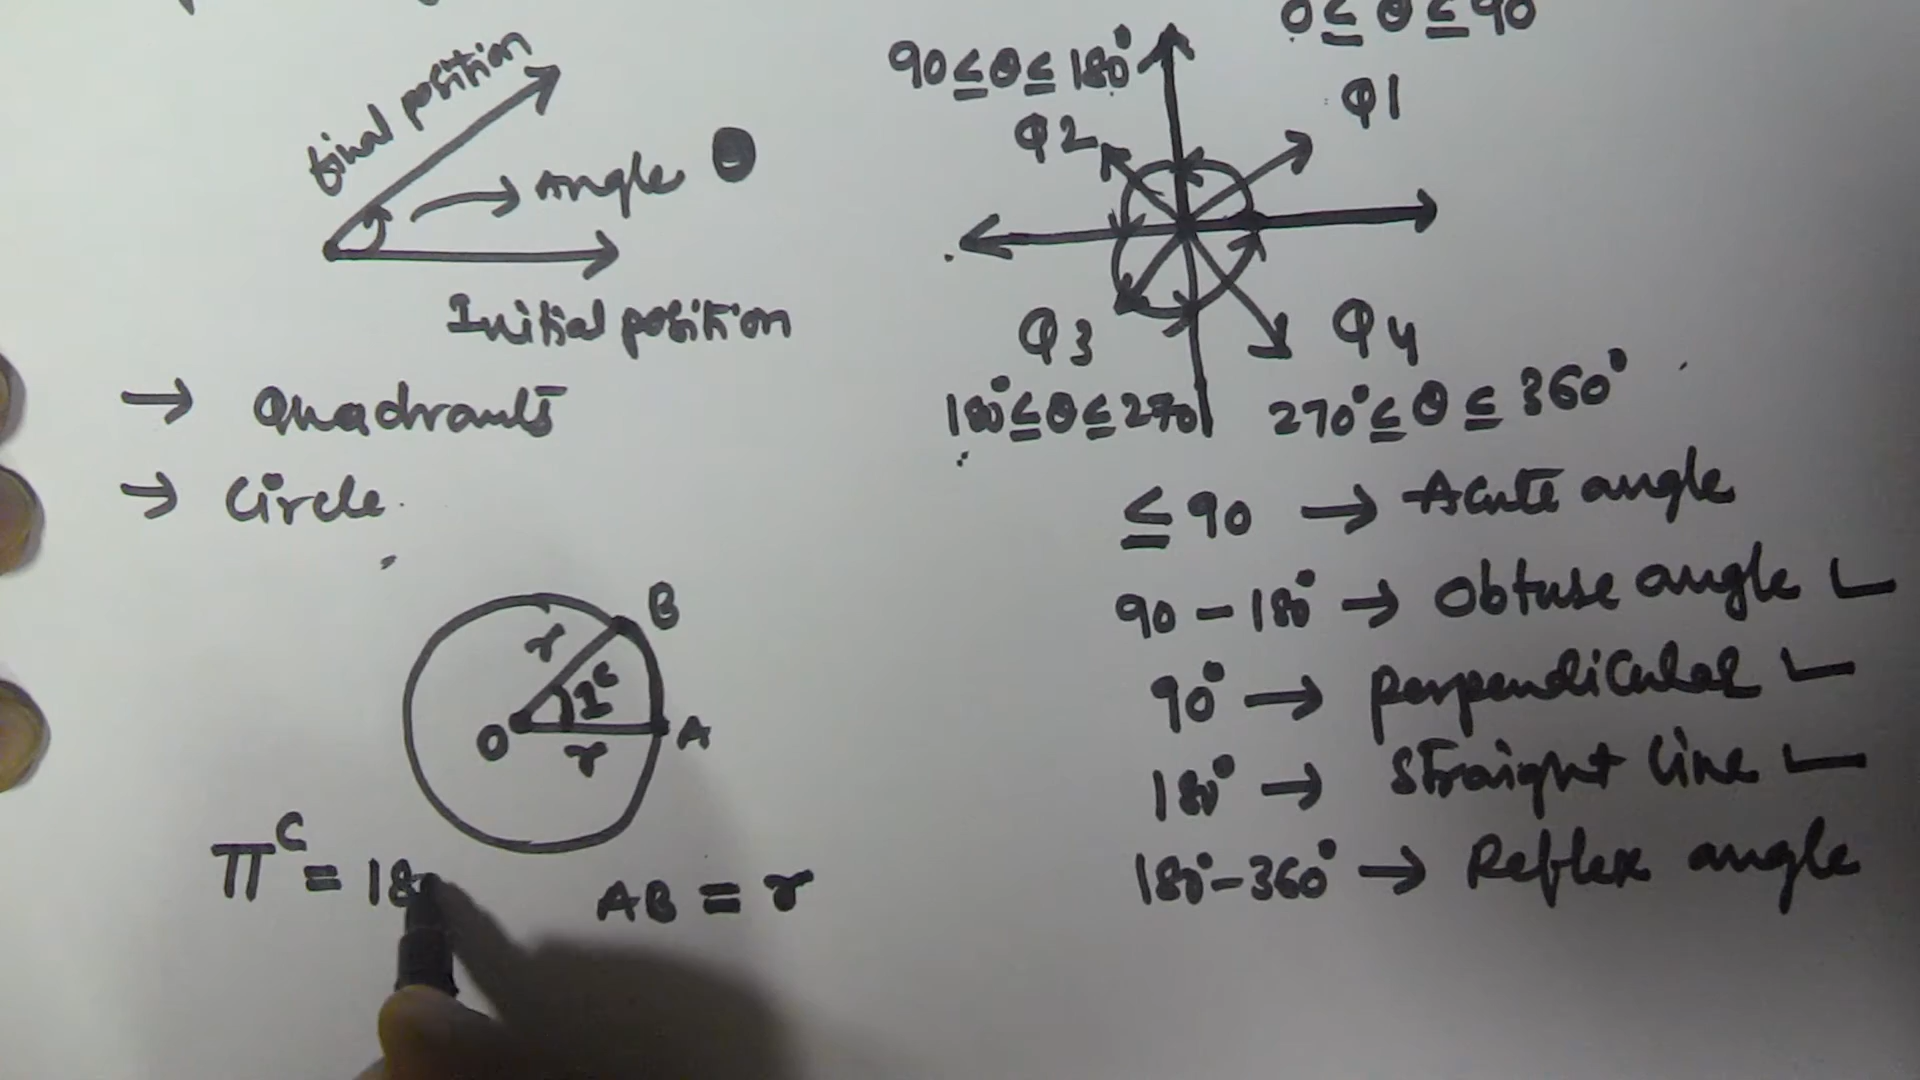 final position
Angle θ
Initial position
0 ≤ θ ≤ 90
90 ≤ θ ≤ 180°
Q1
Q2
Q3
Q4
180° ≤ θ ≤ 270
270° ≤ θ ≤ 360°
→ Quadrants
→ Circle.
B
r
1ᶜ
O
A
r
πᶜ = 180
AB = r
≤ 90 → Acute angle
90 – 180° → Obtuse angle
90° → perpendicular
180° → Straight line
180° – 360° → Reflex angle